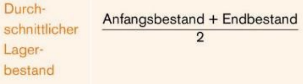 Durch-
schnittlicher
Lager-
bestand
Anfangsbestand + Endbestand
2